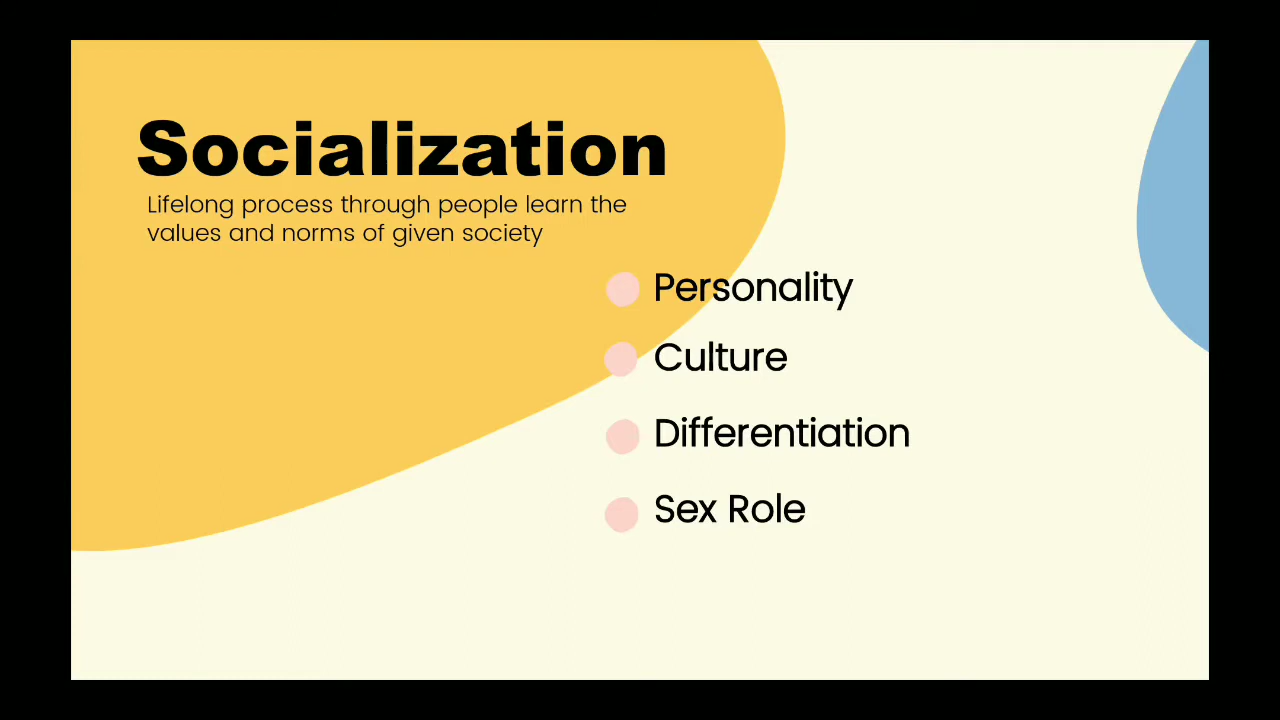 Socialization
Lifelong process through people learn the
values and norms of given society
Personality
Culture
Differentiation
Sex Role